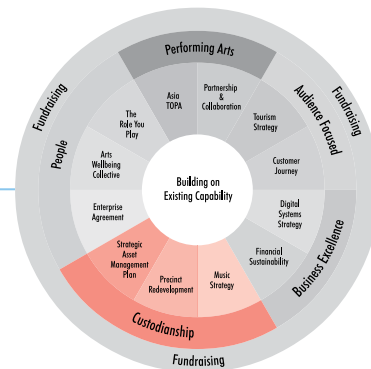 Performing Arts
Fundraising
Fundraising
Audience Focused
People
Asia
TOPA
Partnership
&
Collaboration
Tourism
Strategy
The
Role You
Play
Arts
Wellbeing
Collective
Customer
Journey
Building on
Existing Capability
Enterprise
Agreement
Digital
Systems
Strategy
Strategic
Asset
Management
Plan
Precinct
Redevelopment
Music
Strategy
Financial
Sustainability
Business Excellence
Custodianship
Fundraising